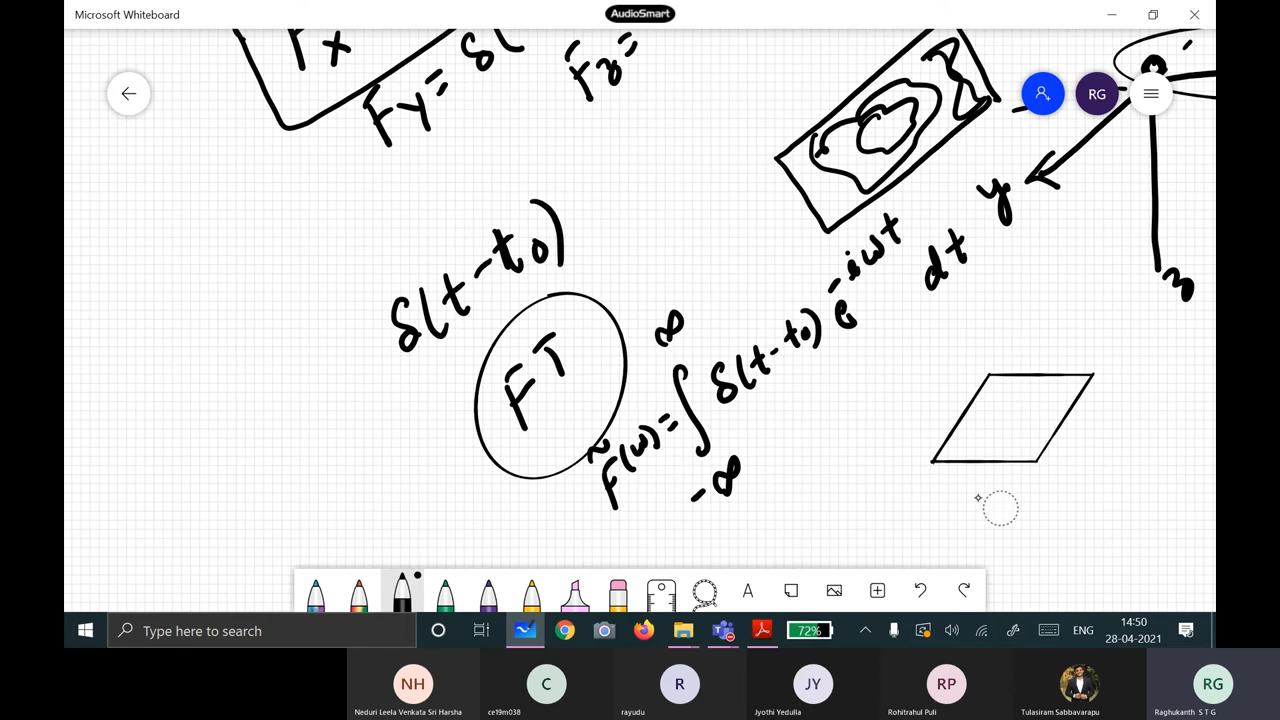 Microsoft Whiteboard
AudioSmart
Fx
Fy = δ(
Fz =
RG
y
z
δ(t - t0)
FT
F̃(ω) = ∫ δ(t - t0) e^-iωt dt
∞
-∞
A
Type here to search
72%
ENG
14:50
28-04-2021
NH
Neduri Leela Venkata Sri Harsha
C
ce19m038
R
rayudu
JY
Jyothi Yedulla
RP
Rohitrahul Puli
Tulasiram Sabbavarapu
RG
Raghukanth S T G